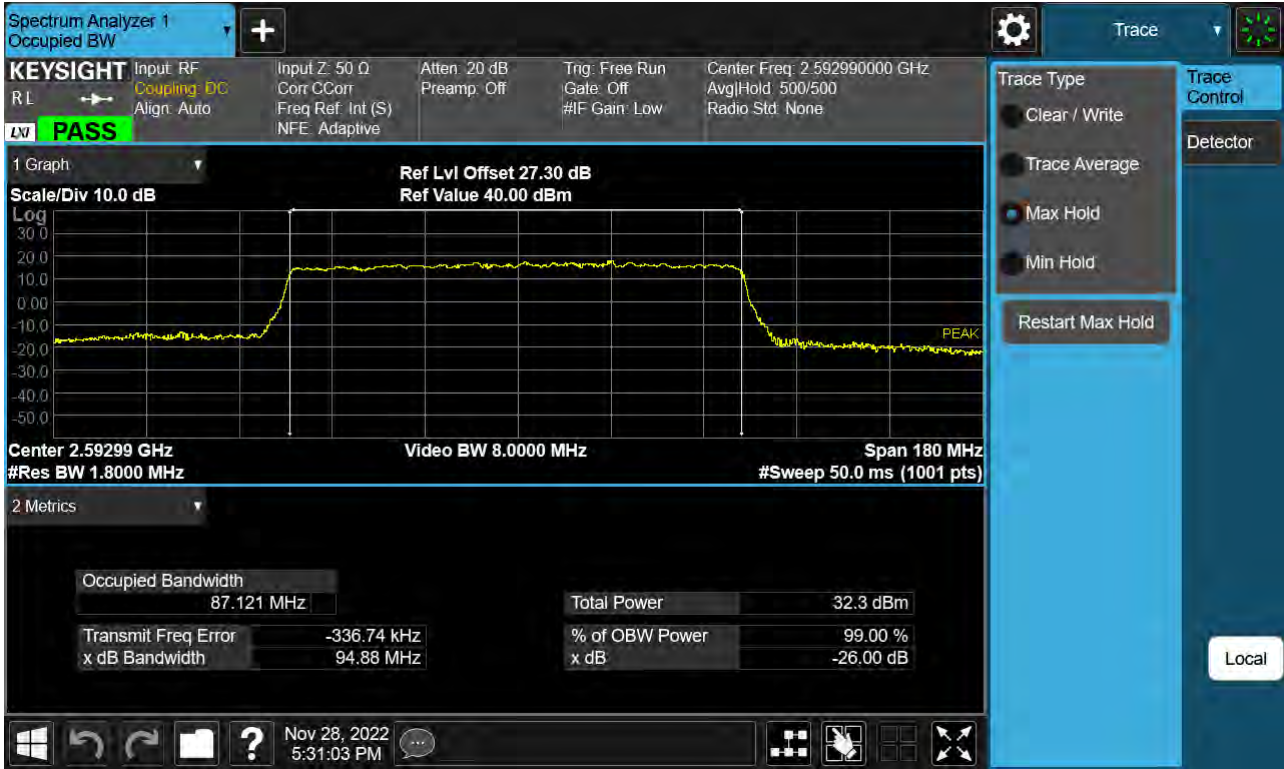 Spectrum Analyzer 1
Occupied BW
+
Trace
KEYSIGHT
RL
LXI
PASS
Input: RF
Coupling: DC
Align: Auto
Input Z: 50 Ω
Corr CCorr
Freq Ref: Int (S)
NFE: Adaptive
Atten: 20 dB
Preamp: Off
Trig: Free Run
Gate: Off
#IF Gain: Low
Center Freq: 2.592990000 GHz
Avg|Hold: 500/500
Radio Std: None
1 Graph
Scale/Div 10.0 dB
Ref Lvl Offset 27.30 dB
Ref Value 40.00 dBm
Log
30.0
20.0
10.0
0.00
-10.0
-20.0
-30.0
-40.0
-50.0
PEAK
Center 2.59299 GHz
Video BW 8.0000 MHz
Span 180 MHz
#Res BW 1.8000 MHz
#Sweep 50.0 ms (1001 pts)
2 Metrics
Occupied Bandwidth
87.121 MHz
Total Power 32.3 dBm
Transmit Freq Error -336.74 kHz
% of OBW Power 99.00 %
x dB Bandwidth 94.88 MHz
x dB -26.00 dB
Nov 28, 2022
5:31:03 PM
?
Trace Type
Clear / Write
Trace Average
Max Hold
Min Hold
Restart Max Hold
Trace
Control
Detector
Local